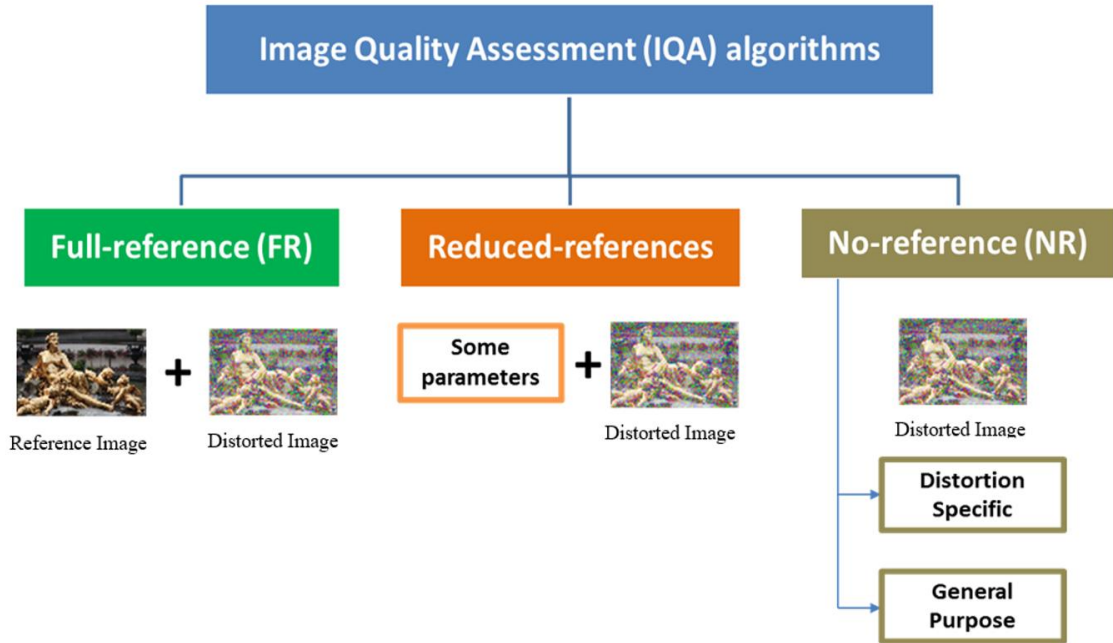 Image Quality Assessment (IQA) algorithms
Full-reference (FR)
Reduced-references
No-reference (NR)
+
Some
parameters
+
Reference Image
Distorted Image
Distorted Image
Distorted Image
Distortion
Specific
General
Purpose